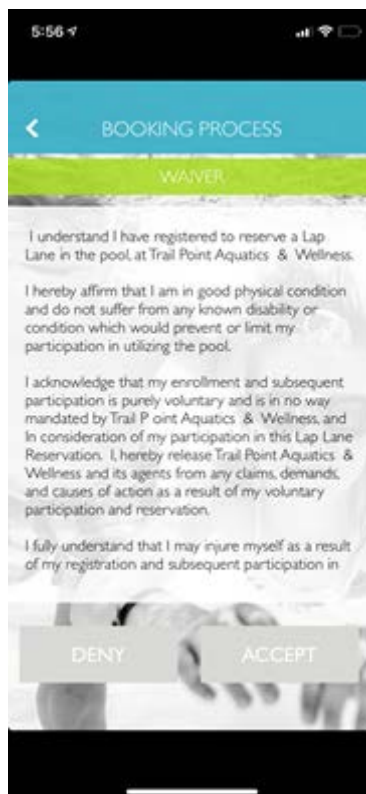 5:56
BOOKING PROCESS
WAIVER
I understand I have registered to reserve a Lap
Lane in the pool, at Trail Point Aquatics & Wellness.
I hereby affirm that I am in good physical condition
and do not suffer from any known disability or
condition which would prevent or limit my
participation in utilizing the pool.
I acknowledge that my enrollment and subsequent
participation is purely voluntary and is in no way
mandated by Trail P oint Aquatics & Wellness, and
In consideration of my participation in this Lap Lane
Reservation. I, hereby release Trail Point Aquatics &
Wellness and its agents from any claims, demands,
and causes of action as a result of my voluntary
participation and reservation.
I fully understand that I may injure myself as a result
of my registration and subsequent participation in
DENY
ACCEPT